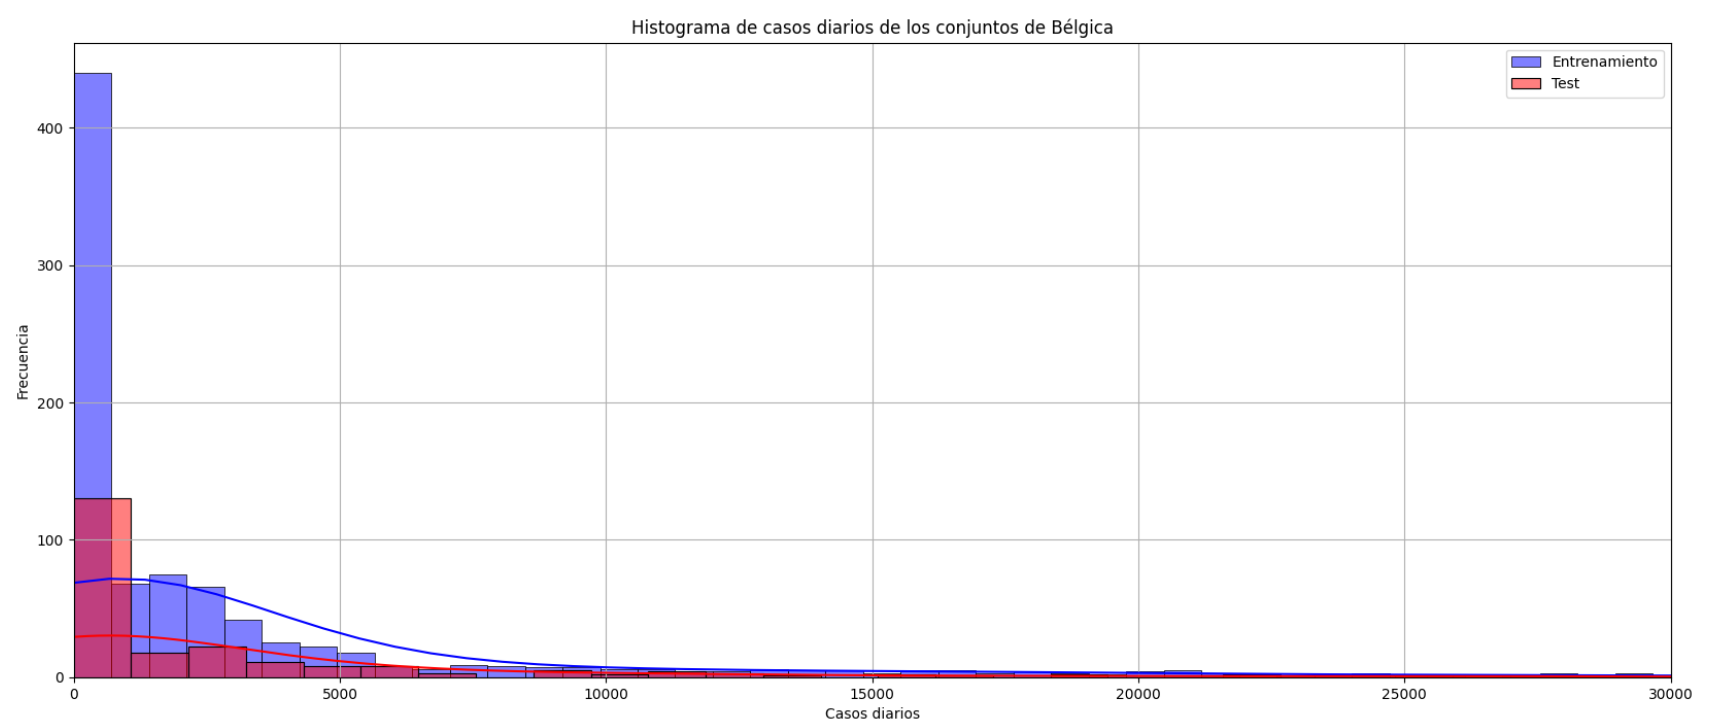 Histograma de casos diarios de los conjuntos de Bélgica
Entrenamiento
Test
400
300
200
100
0
Frecuencia
0 5000 10000 15000 20000 25000 30000
Casos diarios